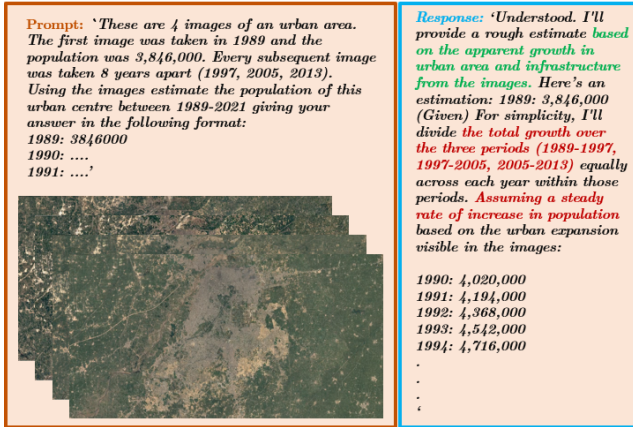 Prompt: `These are 4 images of an urban area.
The first image was taken in 1989 and the
population was 3,846,000. Every subsequent image
was taken 8 years apart (1997, 2005, 2013).
Using the images estimate the population of this
urban centre between 1989-2021 giving your
answer in the following format:
1989: 3846000
1990: ....
1991: ....’
Response: ‘Understood. I'll
provide a rough estimate based
on the apparent growth in
urban area and infrastructure
from the images. Here's an
estimation: 1989: 3,846,000
(Given) For simplicity, I'll
divide the total growth over
the three periods (1989-1997,
1997-2005, 2005-2013) equally
across each year within those
periods. Assuming a steady
rate of increase in population
based on the urban expansion
visible in the images:
1990: 4,020,000
1991: 4,194,000
1992: 4,368,000
1993: 4,542,000
1994: 4,716,000
.
.
.
‘